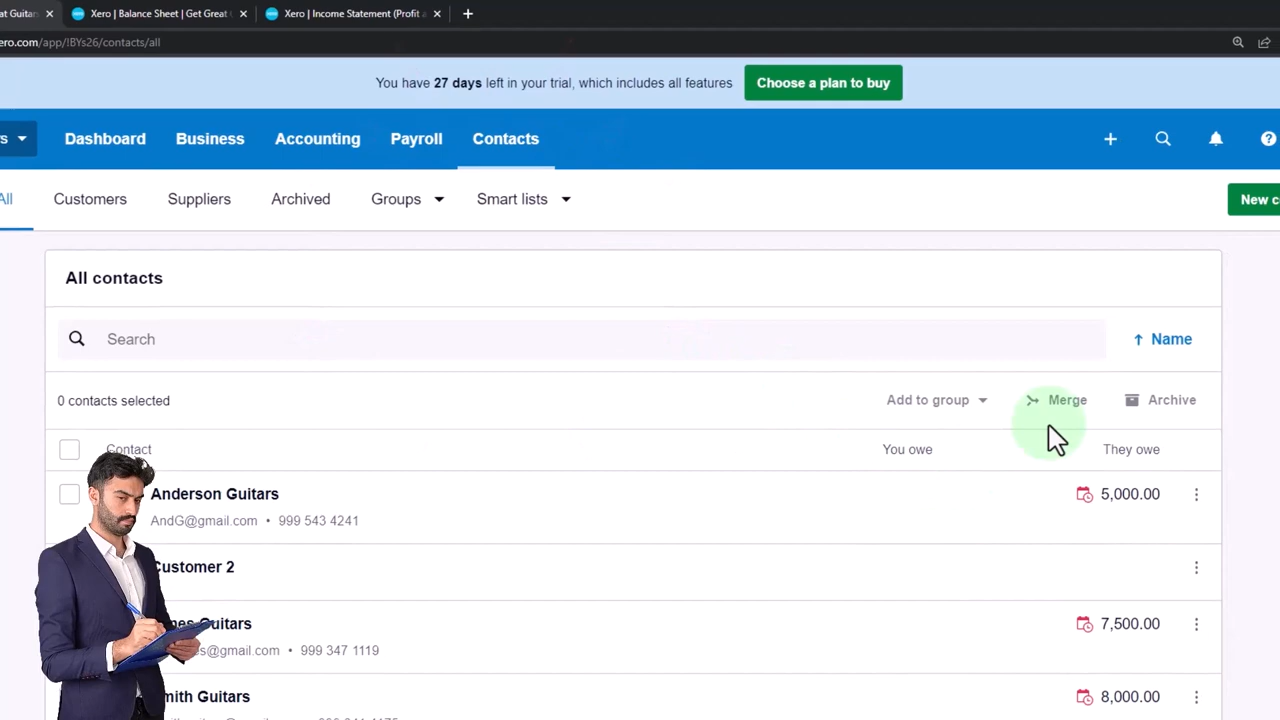 Xero | Balance Sheet | Get Great
Xero | Income Statement (Profit
ero.com/app/!BYs26/contacts/all
You have 27 days left in your trial, which includes all features
Choose a plan to buy
Dashboard Business Accounting Payroll Contacts
All Customers Suppliers Archived Groups Smart lists New
All contacts
Search
Name
0 contacts selected
Add to group Merge Archive
Contact You owe They owe
Anderson Guitars 5,000.00
AndG@gmail.com • 999 543 4241
Customer 2
Guitars 7,500.00
s@gmail.com • 999 347 1119
mith Guitars 8,000.00